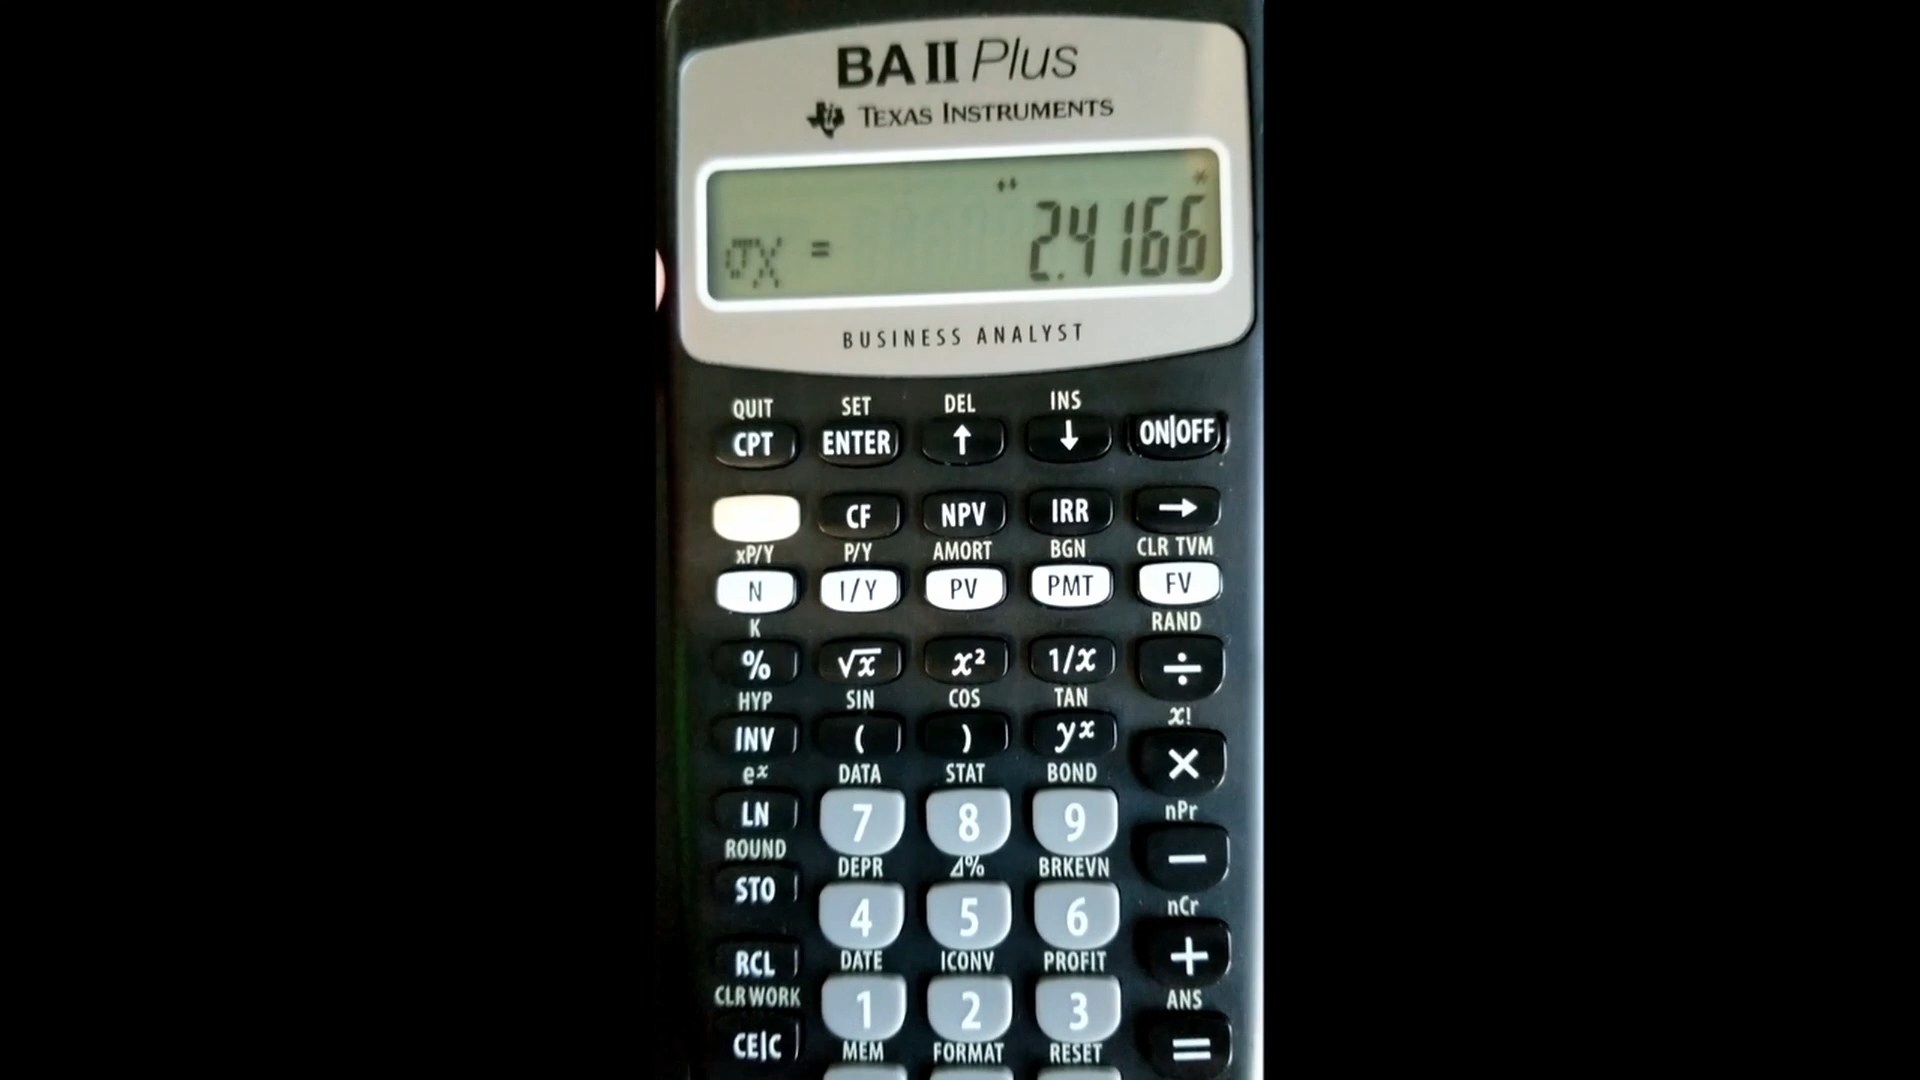 BA II Plus
TEXAS INSTRUMENTS
*
σX = 2.4166
BUSINESS ANALYST
QUIT SET DEL INS
CPT ENTER ↑ ↓ ON|OFF
CF NPV IRR →
xP/Y P/Y AMORT BGN CLR TVM
N I/Y PV PMT FV
K RAND
% √x x² 1/x ÷
HYP SIN COS TAN x!
INV ( ) yˣ ×
eˣ DATA STAT BOND
LN 7 8 9 nPr
ROUND DEPR Δ% BRKEVN −
STO 4 5 6 nCr
RCL DATE ICONV PROFIT +
CLR WORK 1 2 3 ANS
CE|C MEM FORMAT RESET =